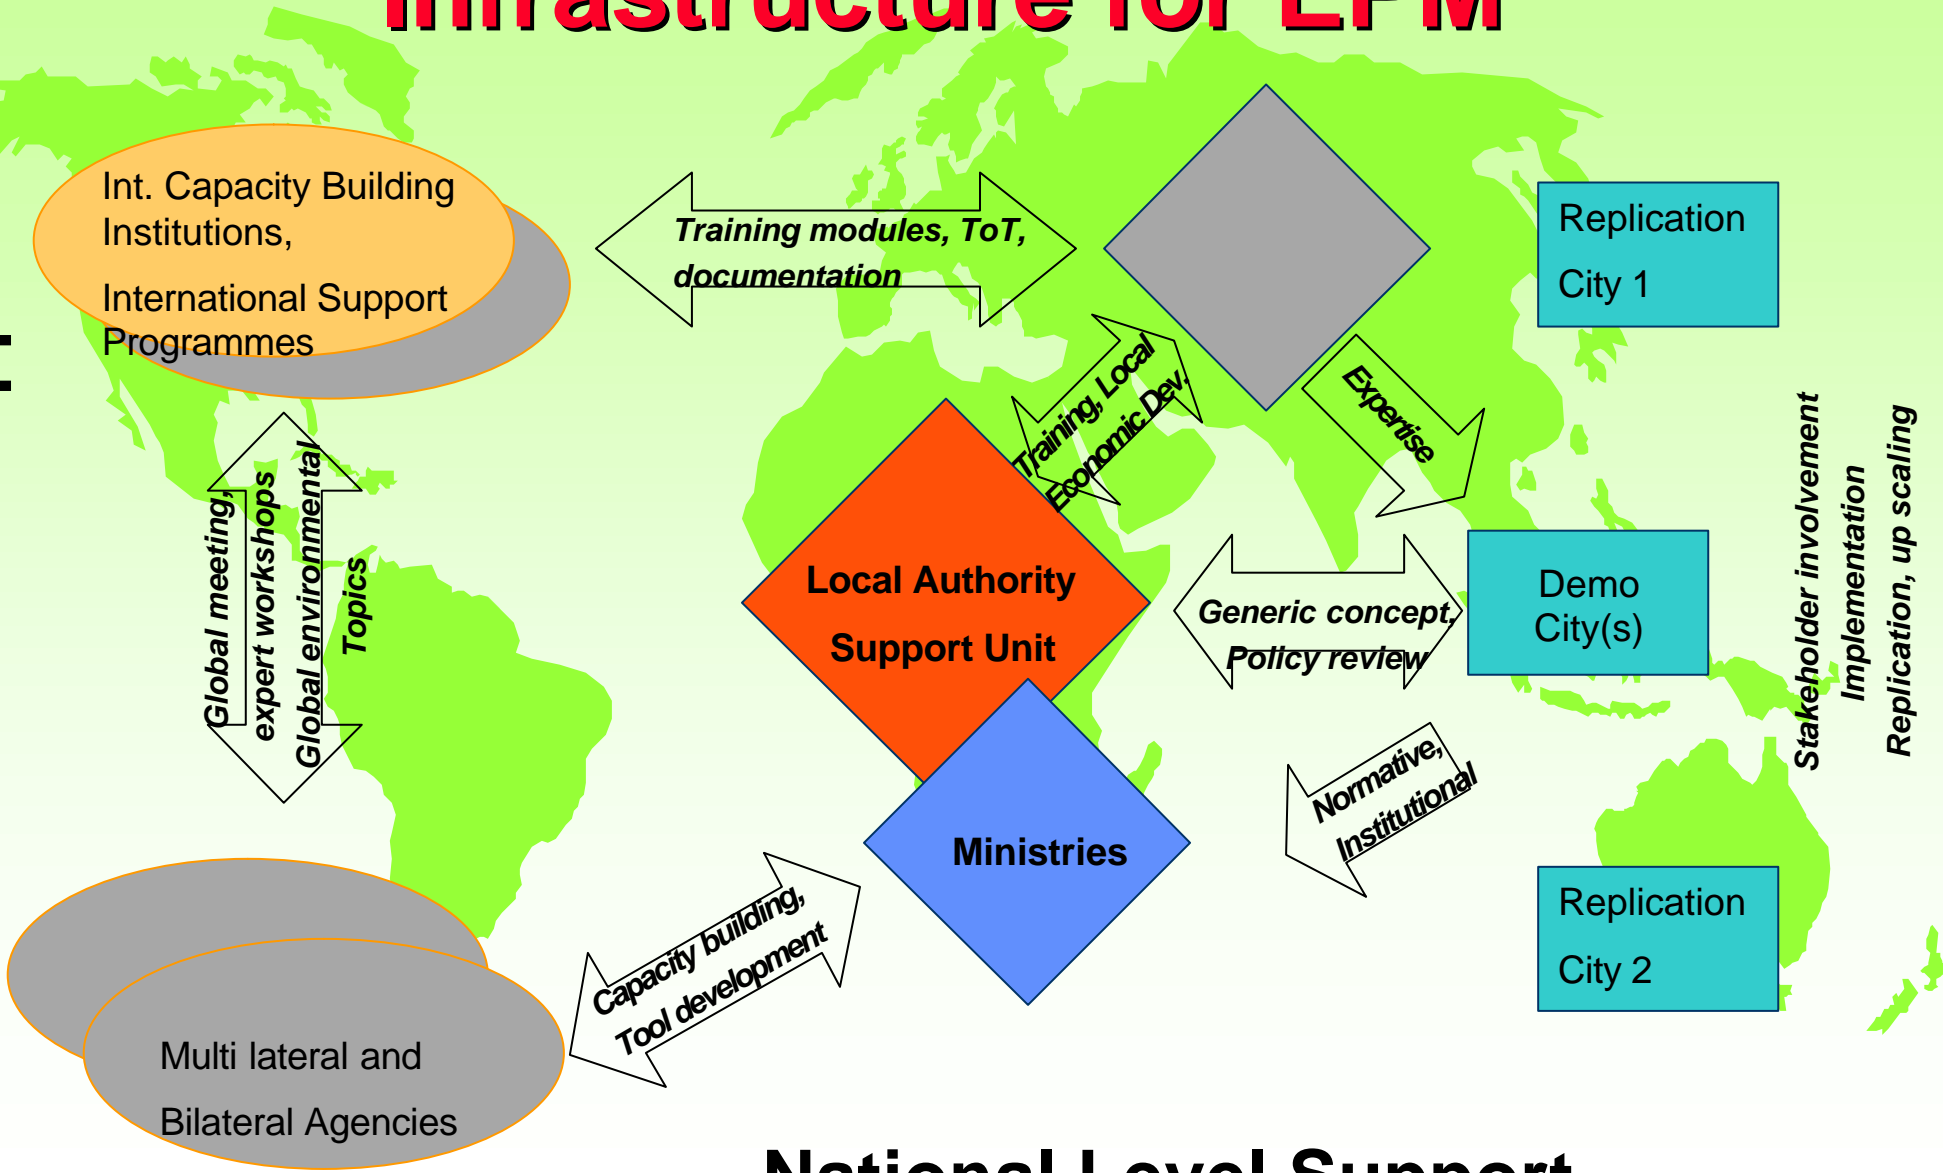 Infrastructure for EPM
Int. Capacity Building
Institutions,
International Support
Programmes
Training modules, ToT,
documentation
Replication
City 1
Training, Local
Economic Dev.
Expertise
Global meeting,
expert workshops
Global environmental
Topics
Local Authority
Support Unit
Generic concept.
Policy review
Demo
City(s)
Stakeholder involvement
Implementation
Replication, up scaling
Normative,
Institutional
Ministries
Capacity building,
Tool development
Replication
City 2
Multi lateral and
Bilateral Agencies
National Level Support